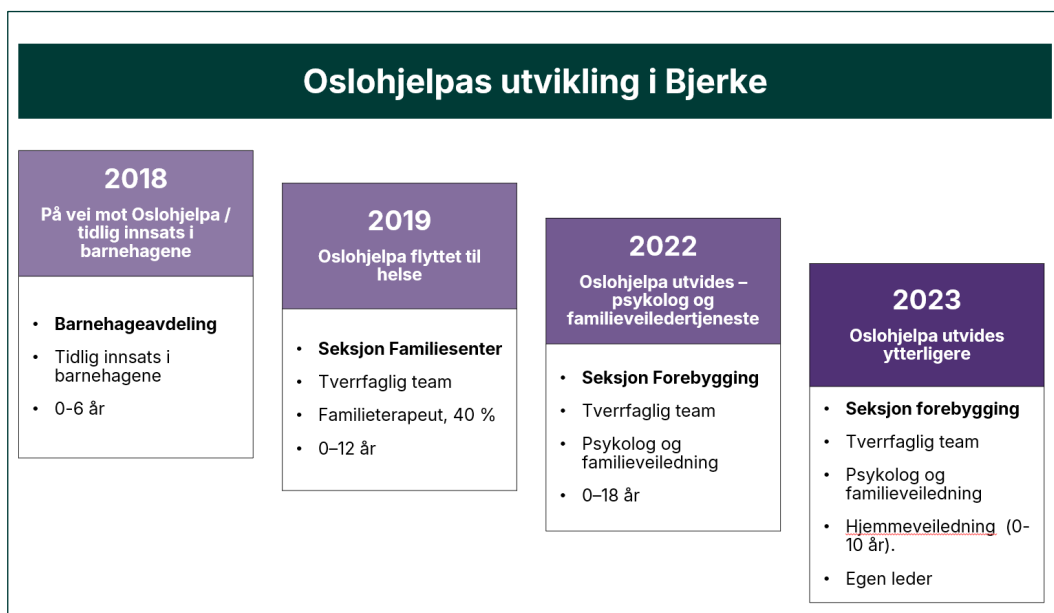 Oslohjelpas utvikling i Bjerke
2018
På vei mot Oslohjelpa /
tidlig innsats i
barnehagene
• Barnehageavdeling
• Tidlig innsats i
barnehagene
• 0-6 år
2019
Oslohjelpa flyttet til
helse
• Seksjon Familiesenter
• Tverrfaglig team
• Familieterapeut, 40 %
• 0–12 år
2022
Oslohjelpa utvides –
psykolog og
familieveiledertjeneste
• Seksjon Forebygging
• Tverrfaglig team
• Psykolog og
familieveiledning
• 0–18 år
2023
Oslohjelpa utvides
ytterligere
• Seksjon forebygging
• Tverrfaglig team
• Psykolog og
familieveiledning
• Hjemmeveiledning (0-
10 år).
• Egen leder